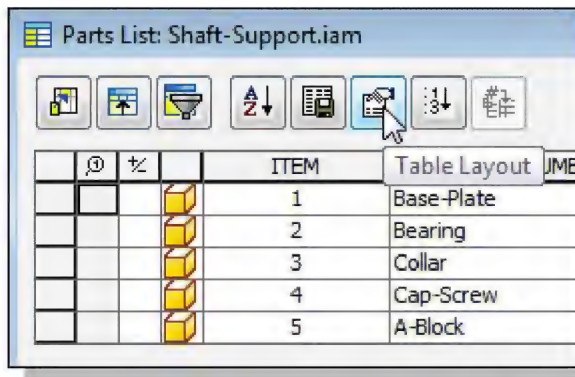 Parts List: Shaft-Support.iam
ITEM Table Layout UME
1 Base-Plate
2 Bearing
3 Collar
4 Cap-Screw
5 A-Block